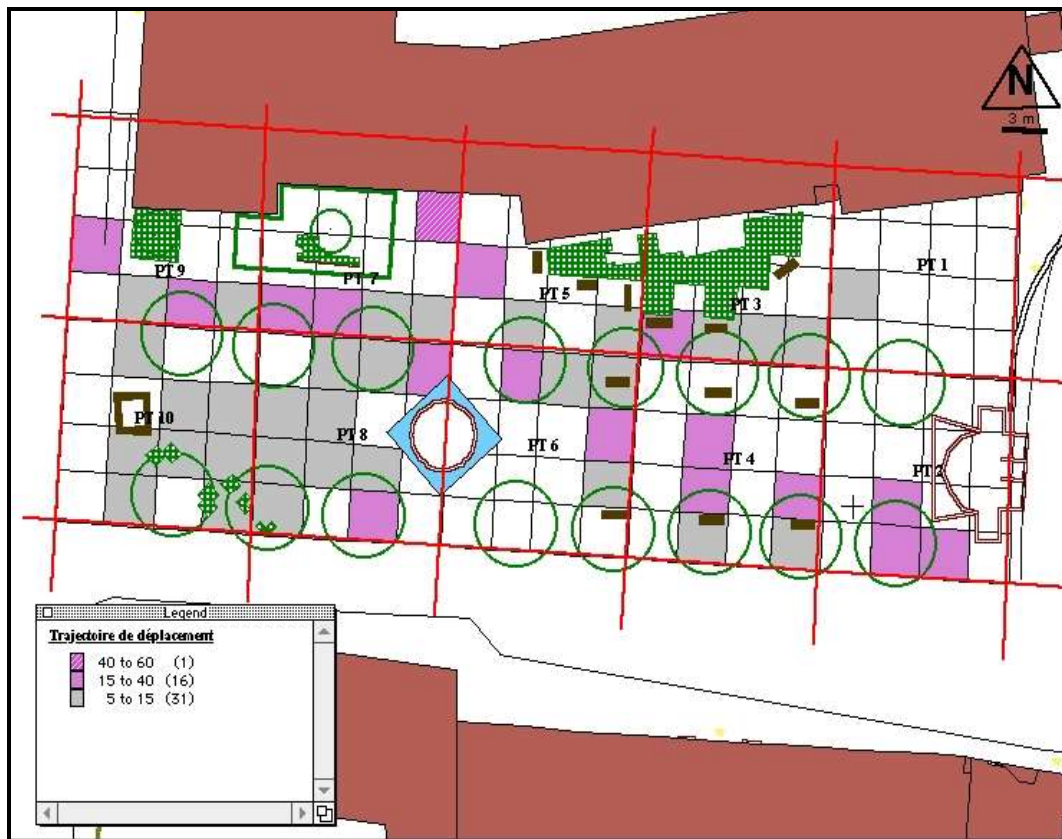 N
3 m
PT 1
PT 9
PT 7
PT 5
PT 3
PT 10
PT 8
PT 6
PT 4
PT 2
Legend
Trajectoire de déplacement
40 to 60 (1)
15 to 40 (16)
5 to 15 (31)